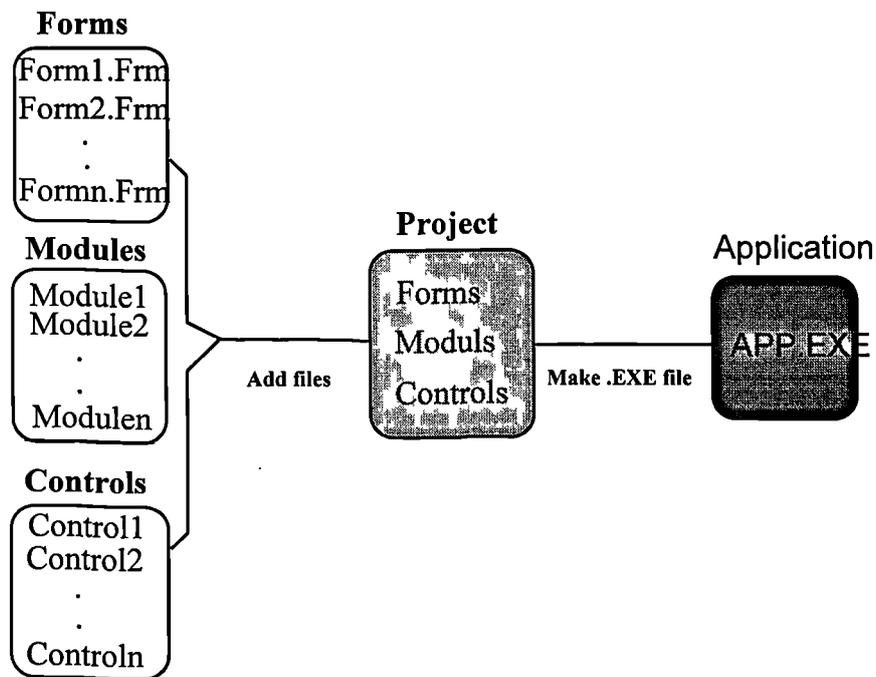 Forms
Form1.Frm
Form2.Frm
.
.
Formn.Frm
Modules
Module1
Module2
.
.
Modulen
Controls
Control1
Control2
.
.
Controln
Add files
Project
Forms
Moduls
Controls
Make .EXE file
Application
APP.EXE